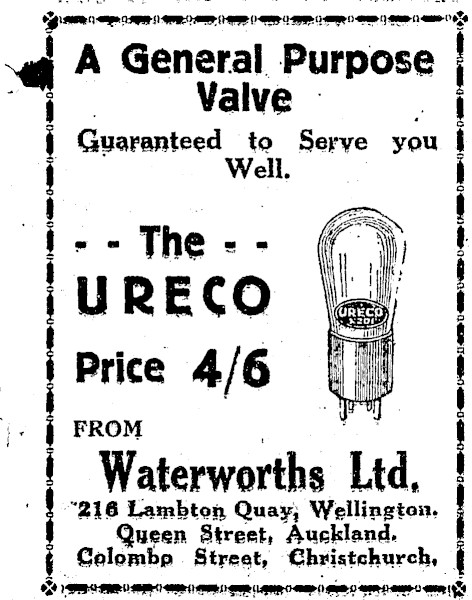 A General Purpose
Valve
Guaranteed to Serve you
Well.
- - The - -
URECO
Price 4/6
URECO
FROM
Waterworths Ltd.
216 Lambton Quay, Wellington.
Queen Street, Auckland.
Colombo Street, Christchurch.